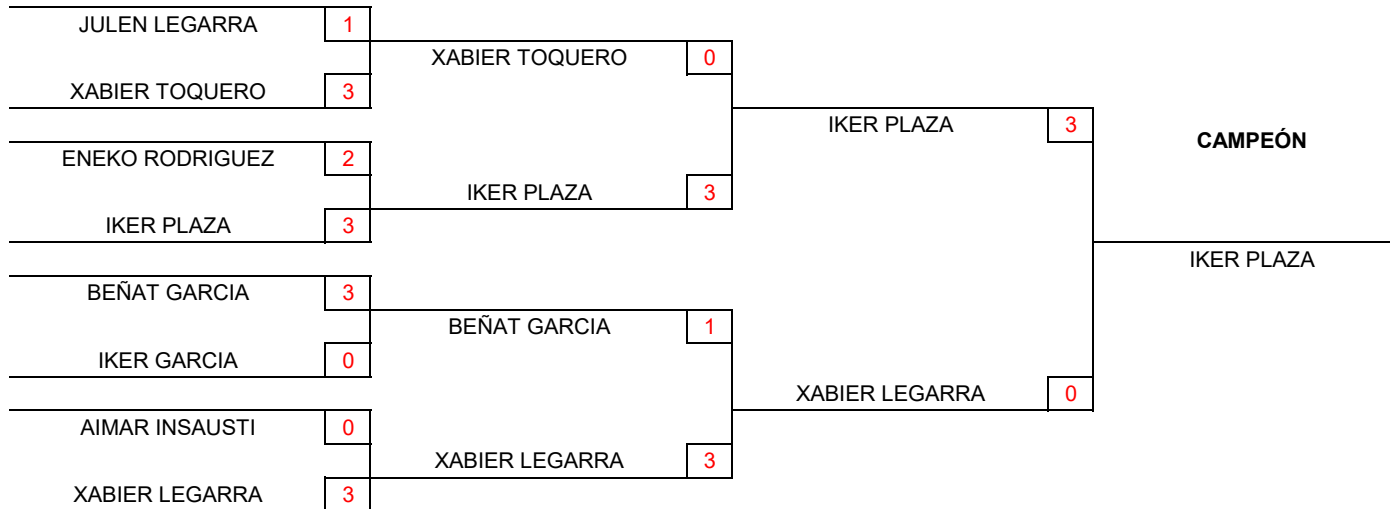 JULEN LEGARRA 1
XABIER TOQUERO 0
XABIER TOQUERO 3
IKER PLAZA 3
CAMPEÓN
ENEKO RODRIGUEZ 2
IKER PLAZA 3
IKER PLAZA 3
IKER PLAZA
BEÑAT GARCIA 3
BEÑAT GARCIA 1
IKER GARCIA 0
XABIER LEGARRA 0
AIMAR INSAUSTI 0
XABIER LEGARRA 3
XABIER LEGARRA 3